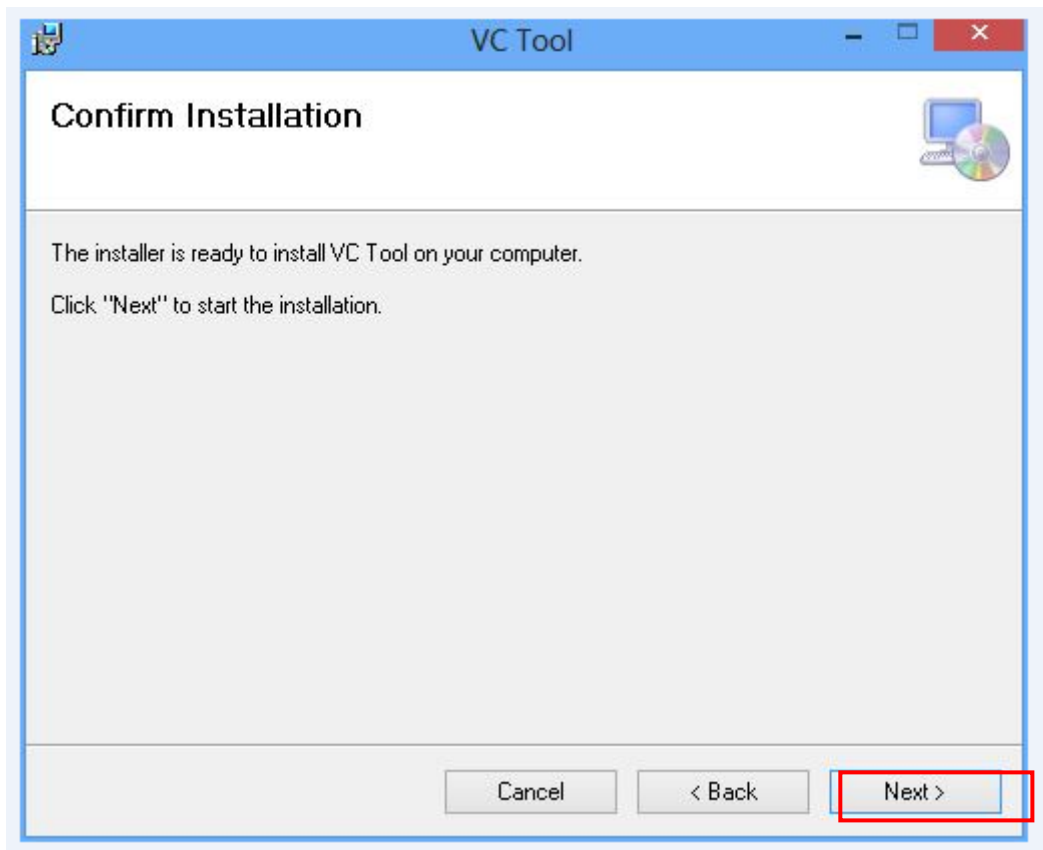 VC Tool
Confirm Installation
The installer is ready to install VC Tool on your computer.
Click "Next" to start the installation.
Cancel
< Back
Next >